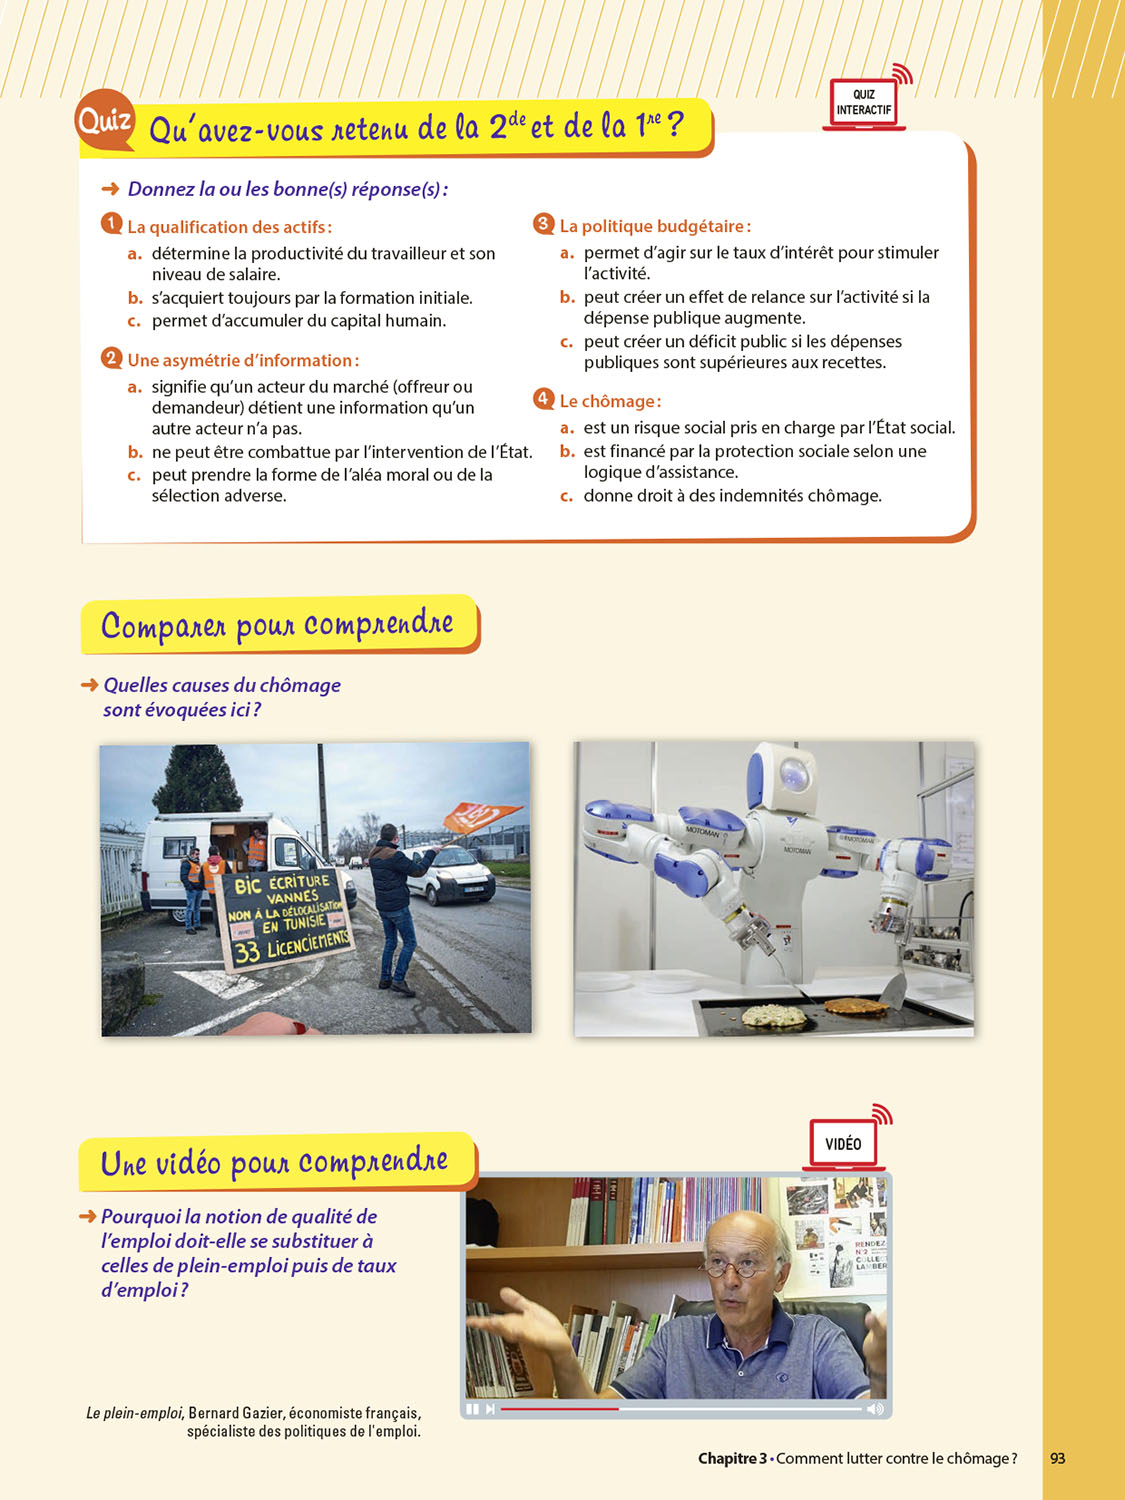 QUIZ
INTERACTIF
Quiz
Qu'avez-vous retenu de la 2de et de la 1re ?
➜ Donnez la ou les bonne(s) réponse(s) :
1 La qualification des actifs :
a. détermine la productivité du travailleur et son
niveau de salaire.
b. s'acquiert toujours par la formation initiale.
c. permet d'accumuler du capital humain.
2 Une asymétrie d'information :
a. signifie qu'un acteur du marché (offreur ou
demandeur) détient une information qu'un
autre acteur n'a pas.
b. ne peut être combattue par l'intervention de l'État.
c. peut prendre la forme de l'aléa moral ou de la
sélection adverse.
3 La politique budgétaire :
a. permet d'agir sur le taux d'intérêt pour stimuler
l'activité.
b. peut créer un effet de relance sur l'activité si la
dépense publique augmente.
c. peut créer un déficit public si les dépenses
publiques sont supérieures aux recettes.
4 Le chômage :
a. est un risque social pris en charge par l'État social.
b. est financé par la protection sociale selon une
logique d'assistance.
c. donne droit à des indemnités chômage.
Comparer pour comprendre
➜ Quelles causes du chômage
sont évoquées ici ?
BIC ÉCRITURE
VANNES
NON À LA DÉLOCALISATION
EN TUNISIE
33 LICENCIEMENTS
MOTOMAN
MOTOMAN
MOTOMAN
VIDÉO
Une vidéo pour comprendre
➜ Pourquoi la notion de qualité de
l'emploi doit-elle se substituer à
celles de plein-emploi puis de taux
d'emploi ?
RENDEZ
N°2
COLLEC
LAMBER
Le plein-emploi, Bernard Gazier, économiste français,
spécialiste des politiques de l'emploi.
Chapitre 3 • Comment lutter contre le chômage ? 93